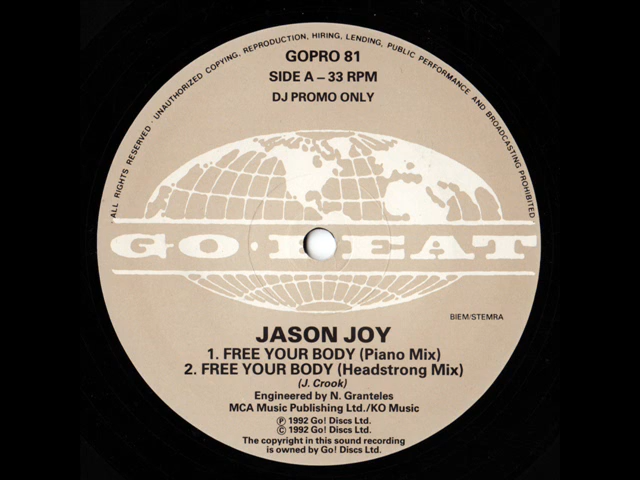 ALL RIGHTS RESERVED · UNAUTHORIZED COPYING, REPRODUCTION, HIRING, LENDING, PUBLIC PERFORMANCE AND BROADCASTING PROHIBITED.
GOPRO 81
SIDE A – 33 RPM
DJ PROMO ONLY
GO · BEAT
BIEM/STEMRA
JASON JOY
1. FREE YOUR BODY (Piano Mix)
2. FREE YOUR BODY (Headstrong Mix)
(J. Crook)
Engineered by N. Granteles
MCA Music Publishing Ltd./KO Music
Ⓟ 1992 Go! Discs Ltd.
© 1992 Go! Discs Ltd.
The copyright in this sound recording
is owned by Go! Discs Ltd.